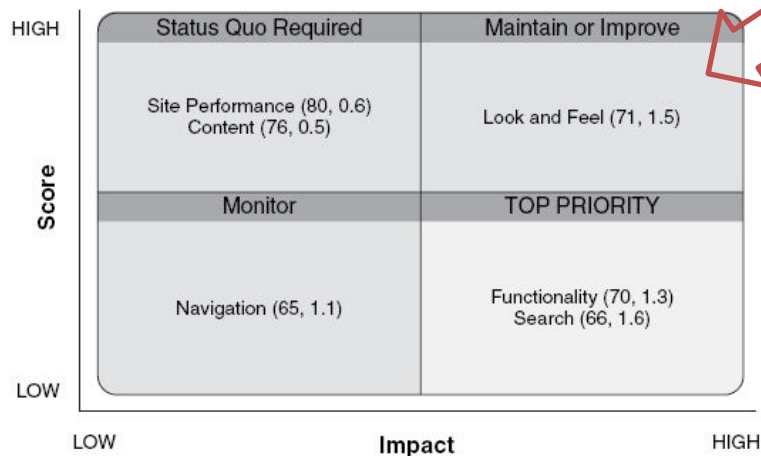 HIGH
Status Quo Required
Maintain or Improve
Site Performance (80, 0.6)
Content (76, 0.5)
Look and Feel (71, 1.5)
Score
Monitor
TOP PRIORITY
Navigation (65, 1.1)
Functionality (70, 1.3)
Search (66, 1.6)
LOW
LOW
Impact
HIGH